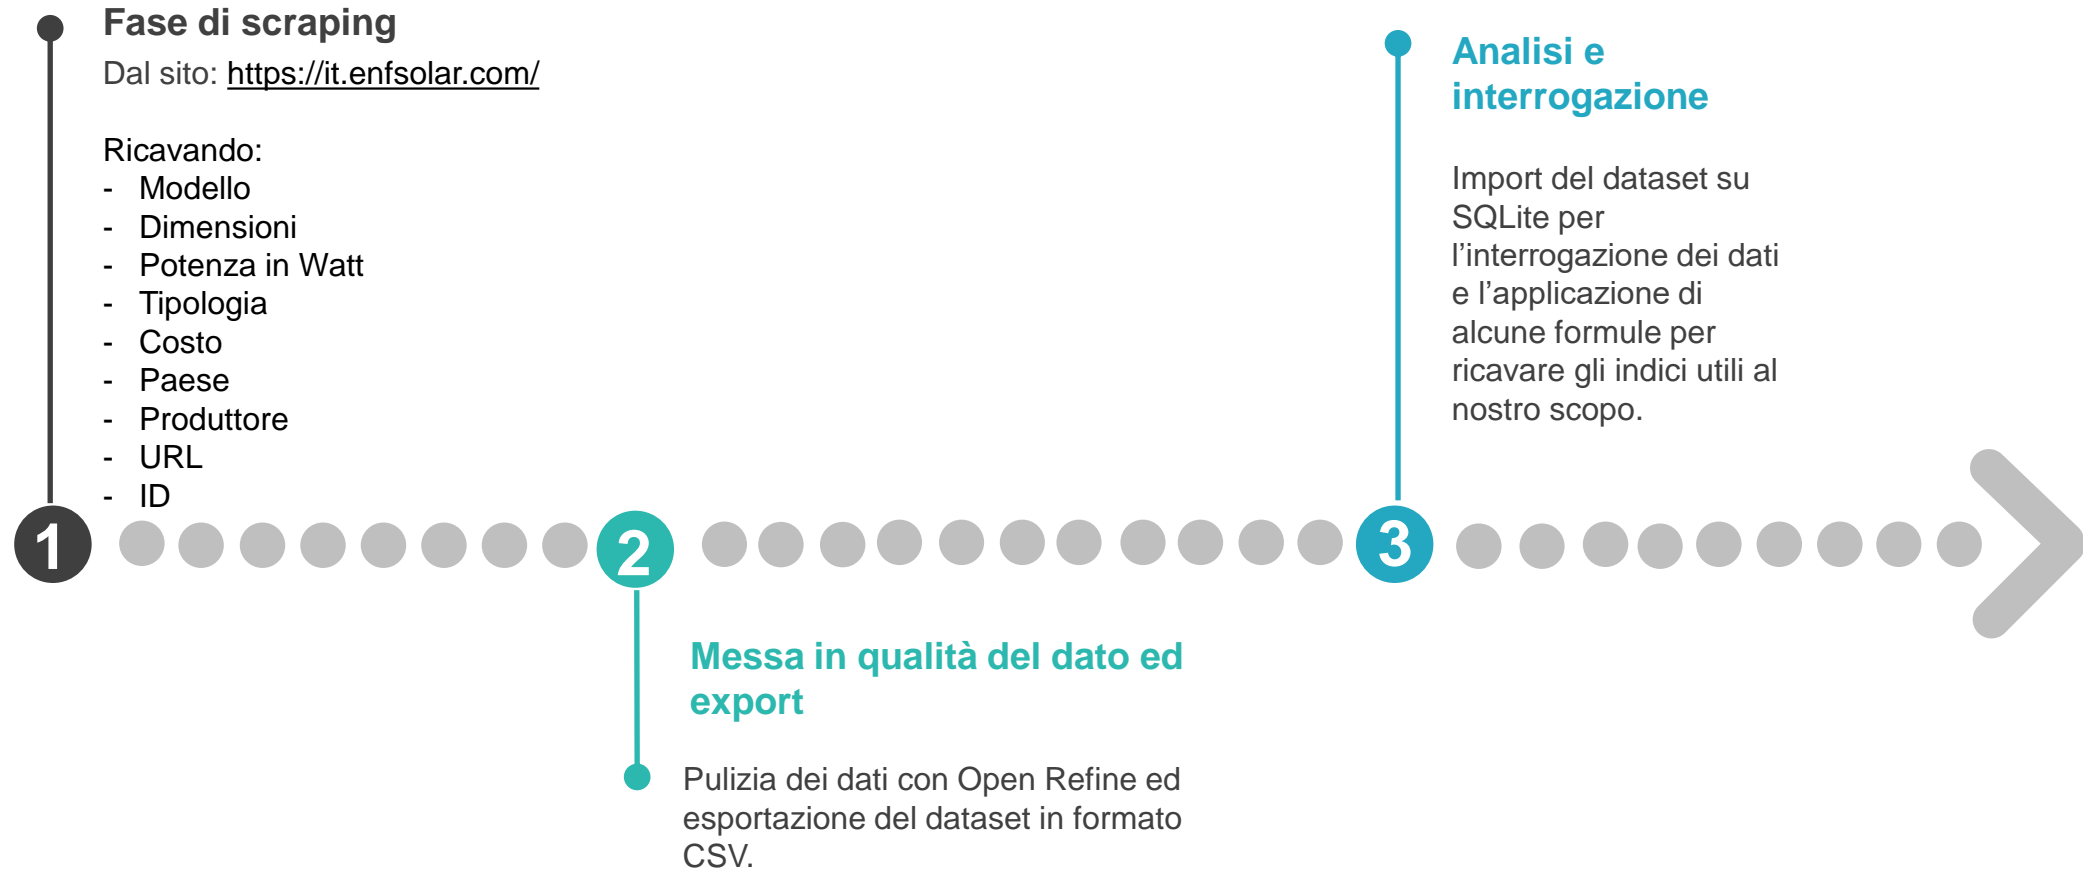 Fase di scraping
Dal sito: https://it.enfsolar.com/
Ricavando:
- Modello
- Dimensioni
- Potenza in Watt
- Tipologia
- Costo
- Paese
- Produttore
- URL
- ID
1
2
Messa in qualità del dato ed
export
Pulizia dei dati con Open Refine ed
esportazione del dataset in formato
CSV.
3
Analisi e
interrogazione
Import del dataset su
SQLite per
l’interrogazione dei dati
e l’applicazione di
alcune formule per
ricavare gli indici utili al
nostro scopo.